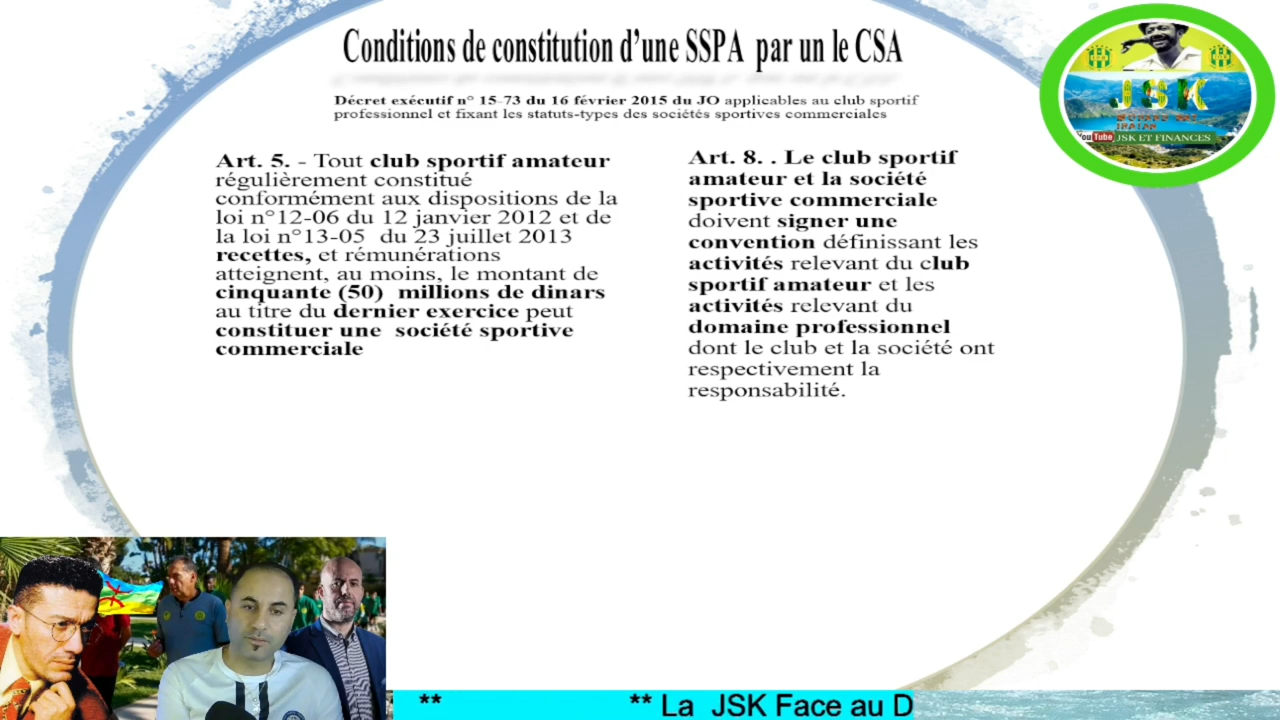 Conditions de constitution d’une SSPA par un le CSA
Décret exécutif n° 15-73 du 16 février 2015 du JO applicables au club sportif
professionnel et fixant les statuts-types des sociétés sportives commerciales
Art. 5. - Tout club sportif amateur
régulièrement constitué
conformément aux dispositions de la
loi n°12-06 du 12 janvier 2012 et de
la loi n°13-05 du 23 juillet 2013
recettes, et rémunérations
atteignent, au moins, le montant de
cinquante (50) millions de dinars
au titre du dernier exercice peut
constituer une société sportive
commerciale
Art. 8. . Le club sportif
amateur et la société
sportive commerciale
doivent signer une
convention définissant les
activités relevant du club
sportif amateur et les
activités relevant du
domaine professionnel
dont le club et la société ont
respectivement la
responsabilité.
JSK
YouTube JSK ET FINANCES
** ** La JSK Face au D